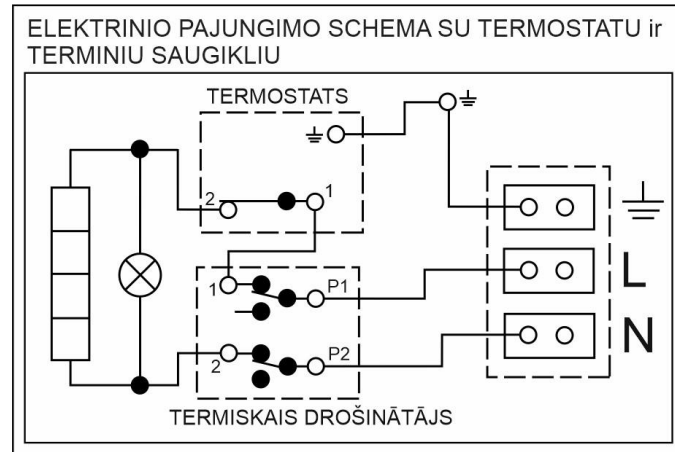 ELEKTRINIO PAJUNGIMO SCHEMA SU TERMOSTATU ir
TERMINIU SAUGIKLIU
TERMOSTATS
2
1
1
P1
L
2
P2
N
TERMISKAIS DROŠINĀTĀJS